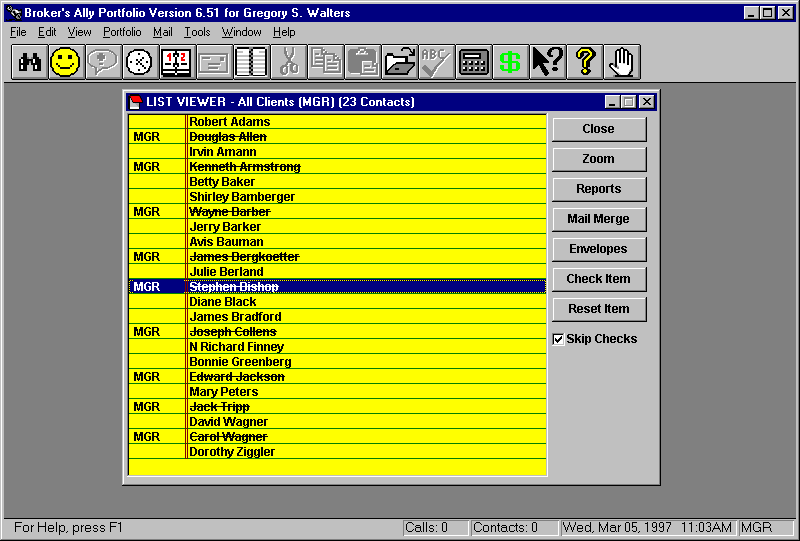 Broker's Ally Portfolio Version 6.51 for Gregory S. Walters
File Edit View Portfolio Mail Tools Window Help
ABC
LIST VIEWER - All Clients (MGR) (23 Contacts)
Robert Adams
MGR Douglas Allen
Irvin Amann
MGR Kenneth Armstrong
Betty Baker
Shirley Bamberger
MGR Wayne Barber
Jerry Barker
Avis Bauman
MGR James Bergkoetter
Julie Berland
MGR Stephen Bishop
Diane Black
James Bradford
MGR Joseph Collens
N Richard Finney
Bonnie Greenberg
MGR Edward Jackson
Mary Peters
MGR Jack Tripp
David Wagner
MGR Carol Wagner
Dorothy Ziggler
Close
Zoom
Reports
Mail Merge
Envelopes
Check Item
Reset Item
Skip Checks
For Help, press F1 Calls: 0 Contacts: 0 Wed, Mar 05, 1997 11:03AM MGR